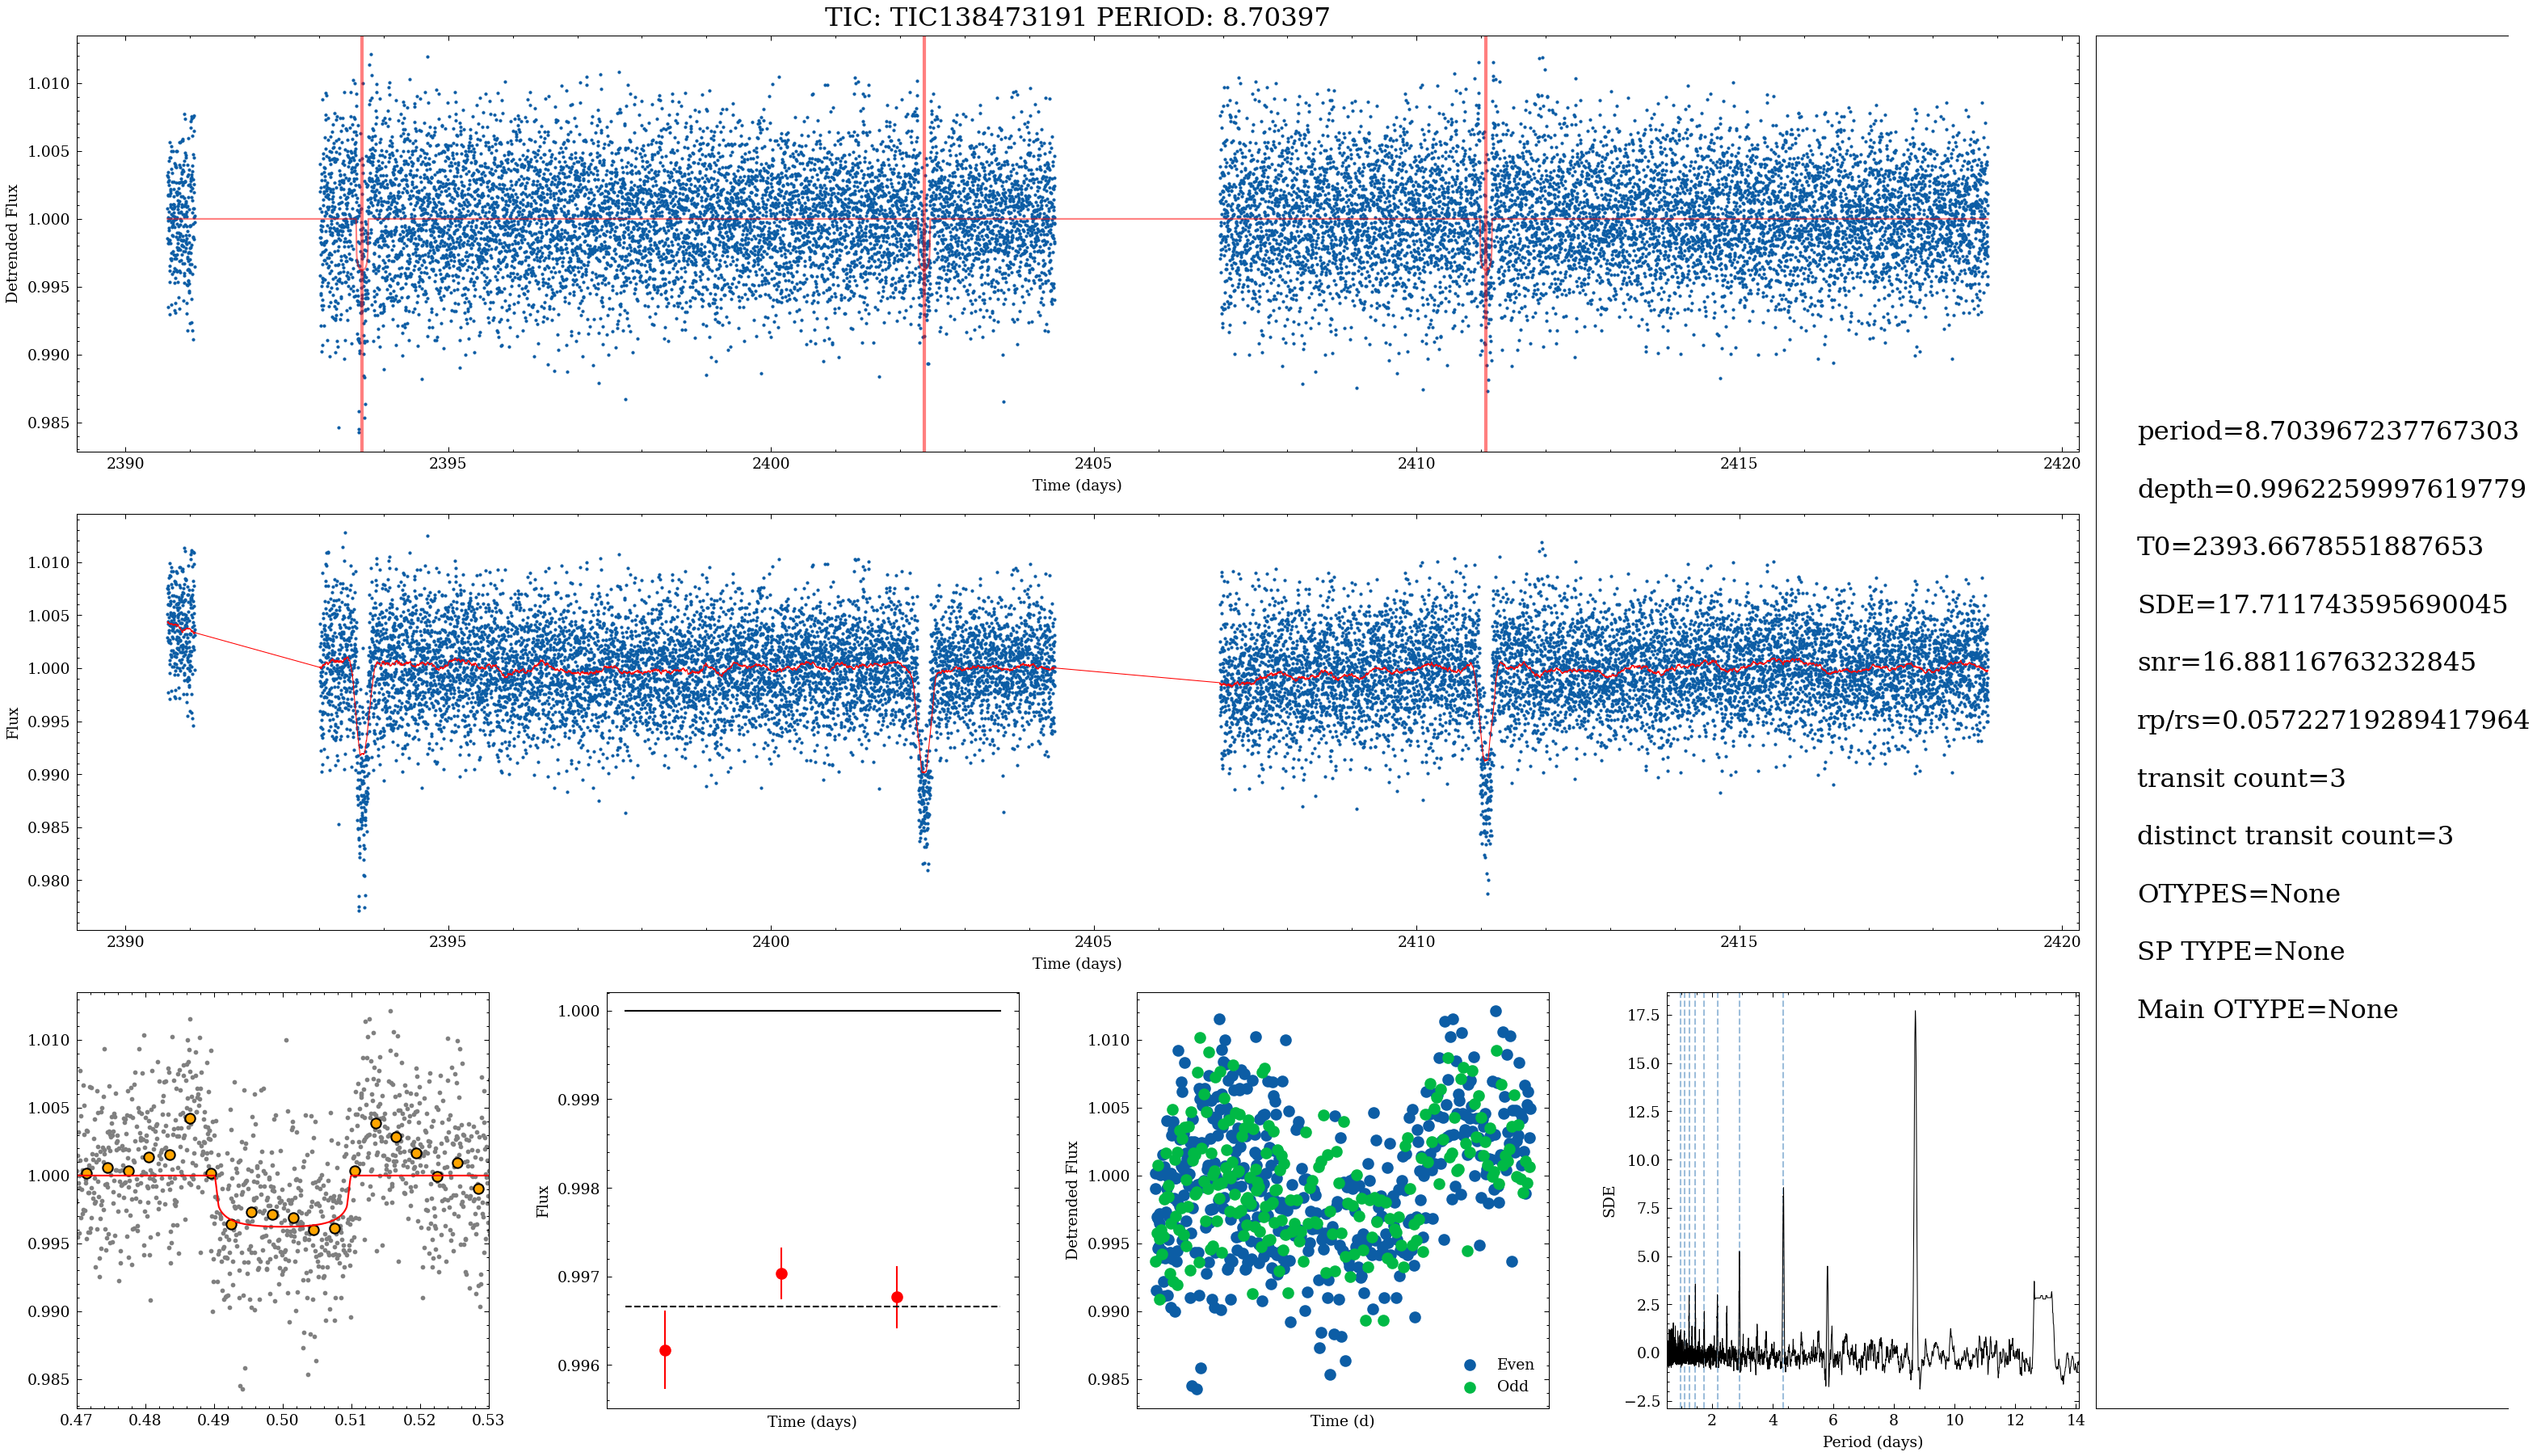 TIC: TIC138473191 PERIOD: 8.70397
1.010
1.005
1.000
0.995
0.990
0.985
Detrended Flux
2390 2395 2400 2405 2410 2415 2420
Time (days)
1.010
1.005
1.000
0.995
0.990
0.985
0.980
Flux
2390 2395 2400 2405 2410 2415 2420
Time (days)
period=8.703967237767303
depth=0.9962259997619779
T0=2393.6678551887653
SDE=17.711743595690045
snr=16.88116763232845
rp/rs=0.05722719289417964
transit count=3
distinct transit count=3
OTYPES=None
SP TYPE=None
Main OTYPE=None
1.010
1.005
1.000
0.995
0.990
0.985
0.47 0.48 0.49 0.50 0.51 0.52 0.53
1.000
0.999
0.998
0.997
0.996
Flux
Time (days)
1.010
1.005
1.000
0.995
0.990
0.985
Detrended Flux
Even
Odd
Time (d)
17.5
15.0
12.5
10.0
7.5
5.0
2.5
0.0
−2.5
SDE
2 4 6 8 10 12 14
Period (days)